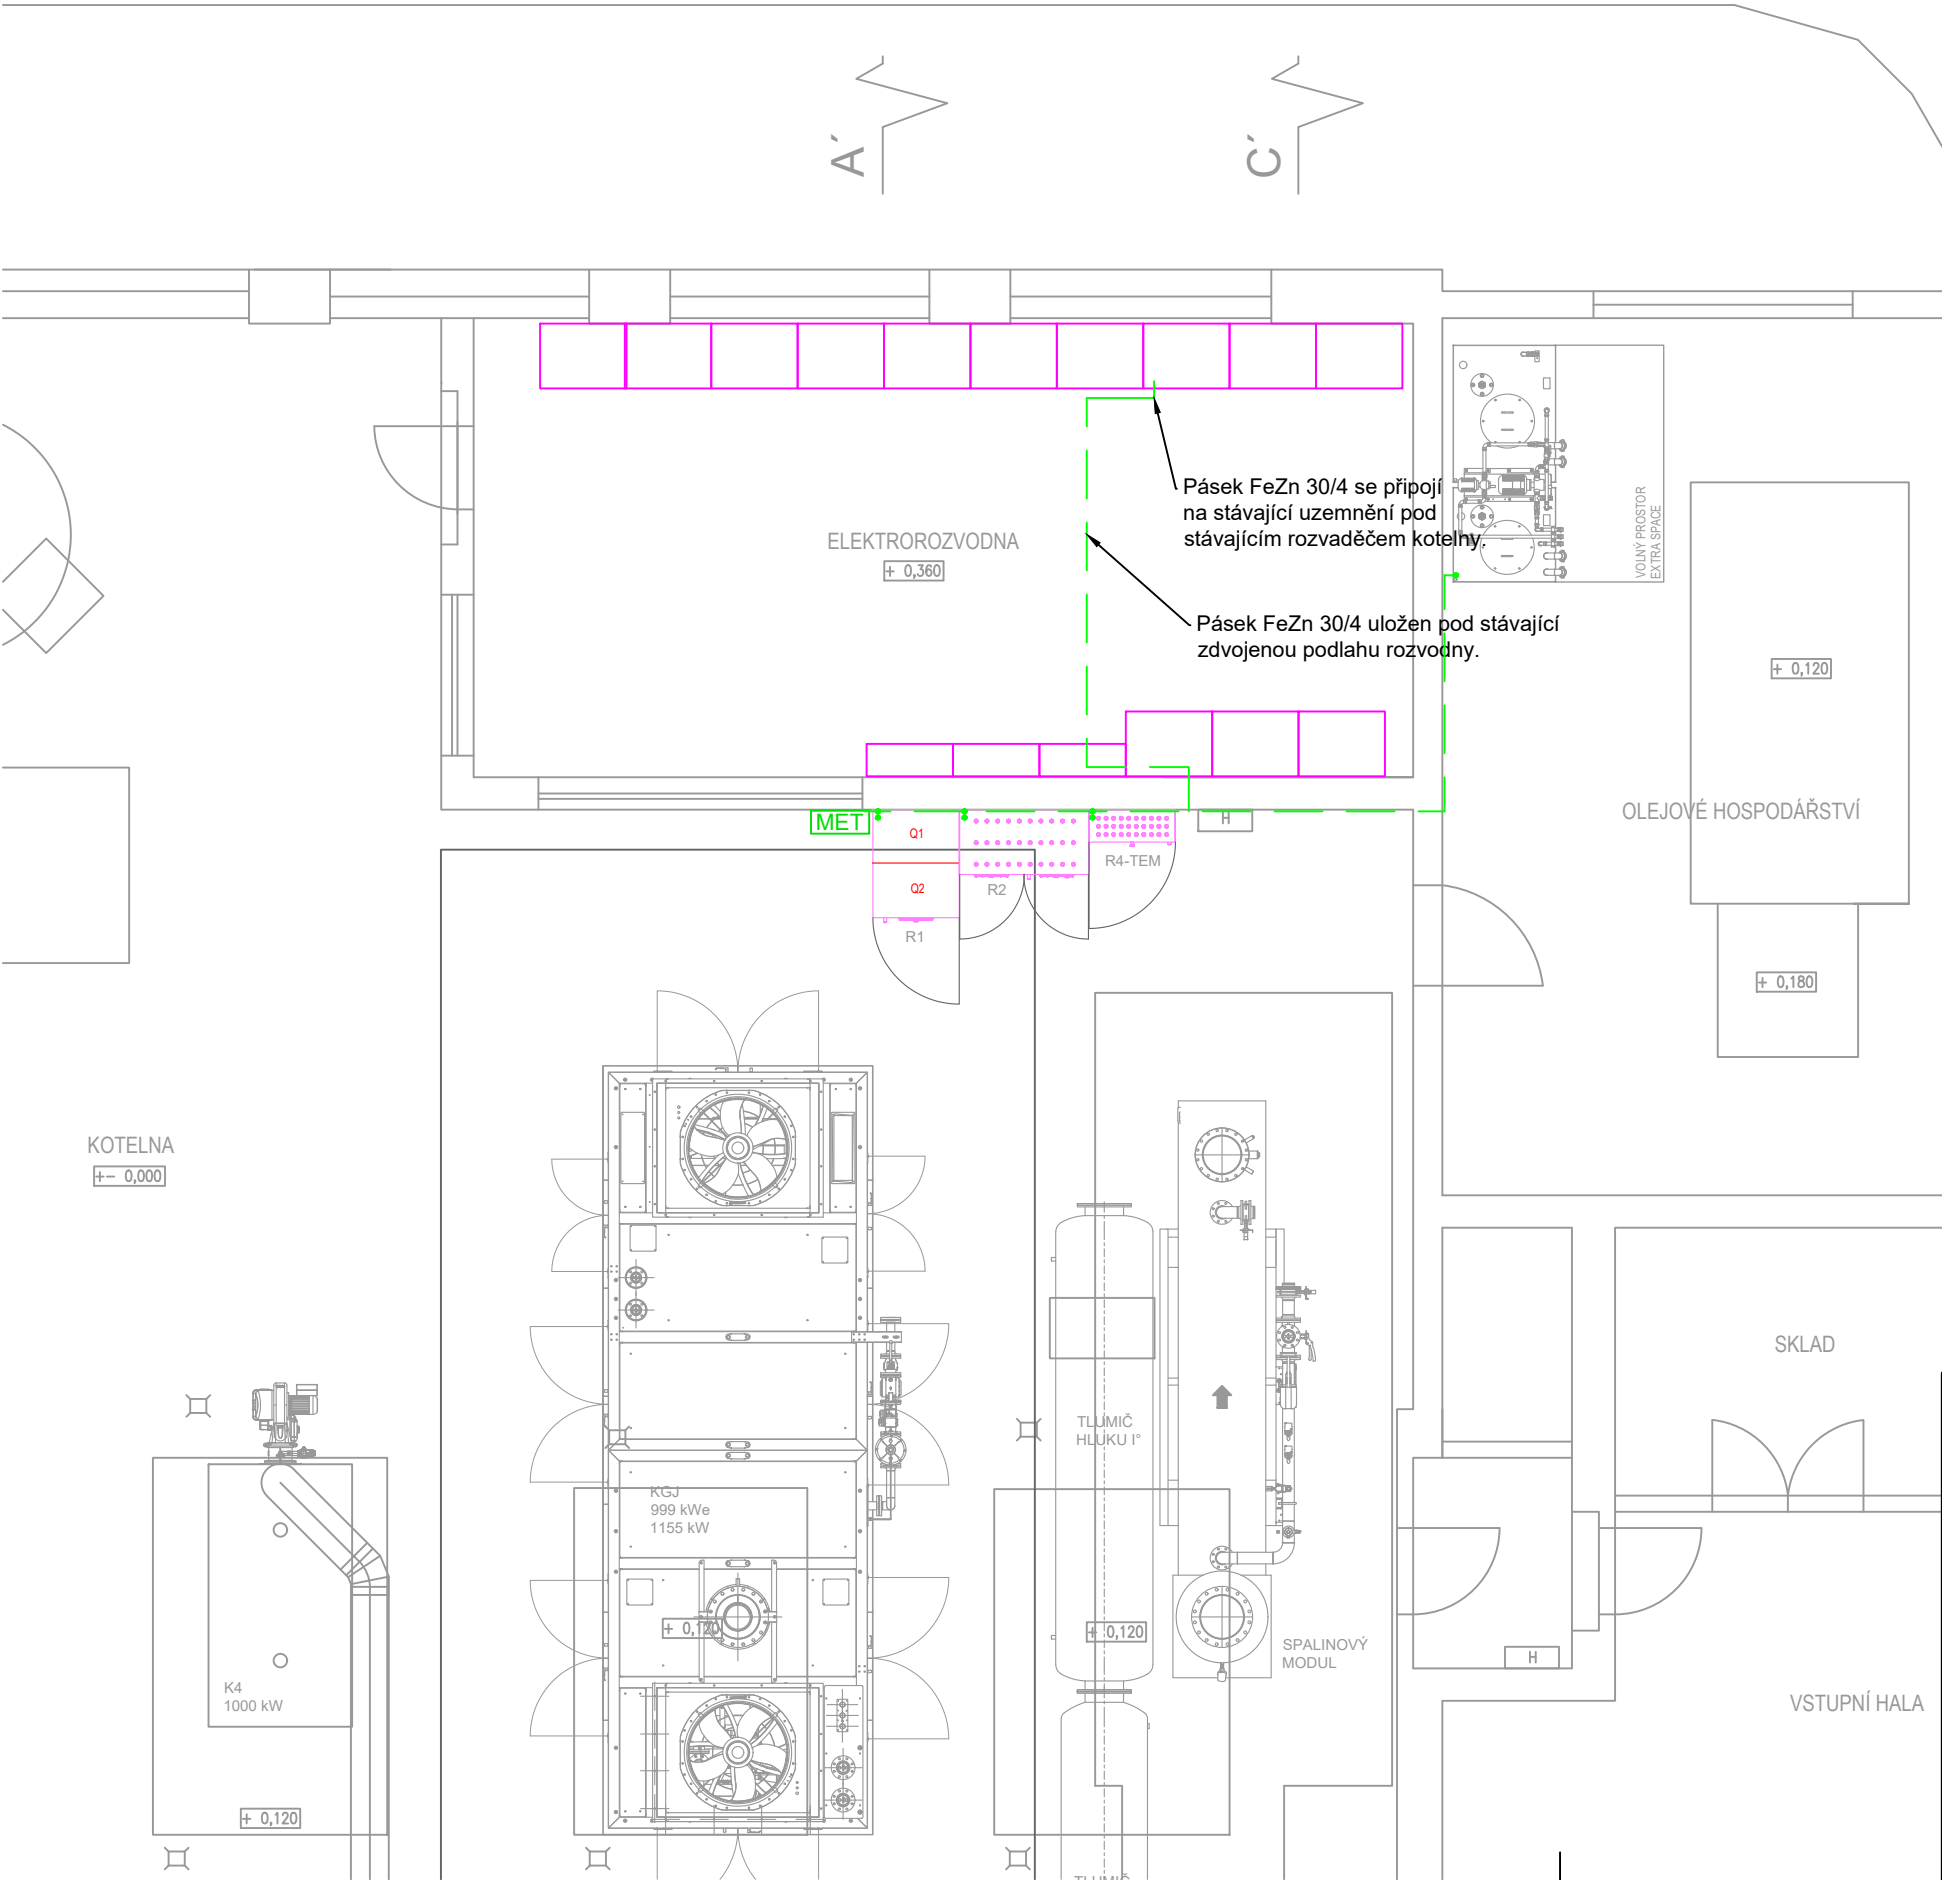 A´
C´
Pásek FeZn 30/4 se připojí
na stávající uzemnění pod
stávajícím rozvaděčem kotelny.
ELEKTROROZVODNA
+ 0,360
VOLNÝ PROSTOR
EXTRA SPACE
Pásek FeZn 30/4 uložen pod stávající
zdvojenou podlahu rozvodny.
+ 0,120
OLEJOVÉ HOSPODÁŘSTVÍ
MET
Q1
H
R4-TEM
Q2
R2
R1
+ 0,180
KOTELNA
+- 0,000
SKLAD
TLUMIČ
HLUKU I°
KGJ
999 kWe
1155 kW
+ 0,120
+ 0,120
SPALINOVÝ
MODUL
H
K4
1000 kW
VSTUPNÍ HALA
+ 0,120
TLUMIČ